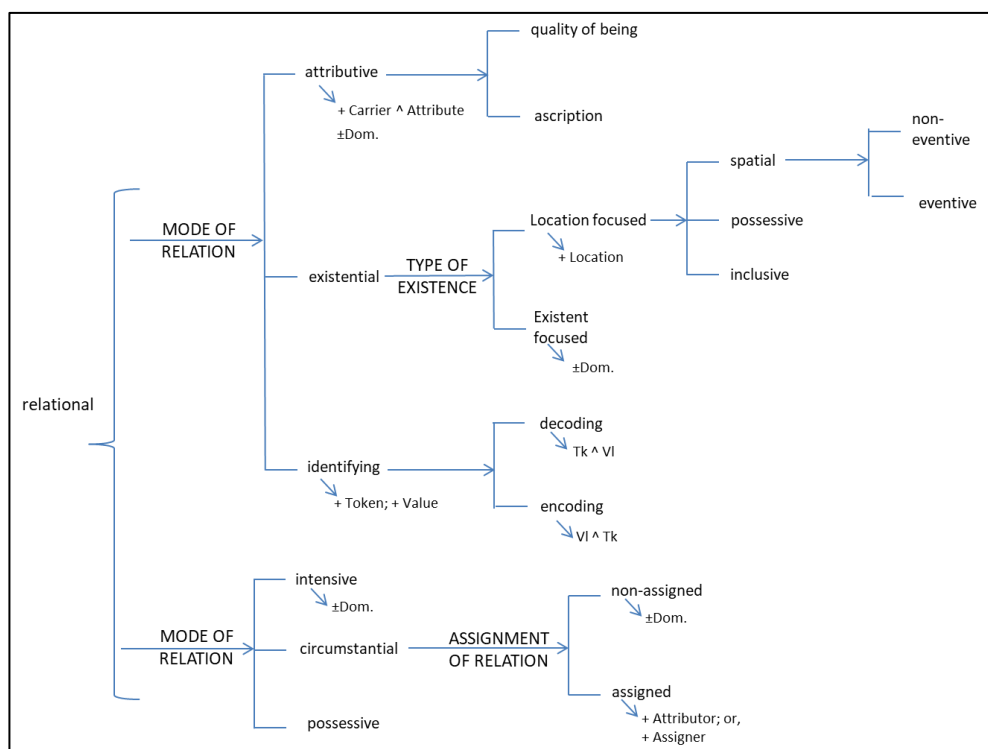 quality of being
attributive
+ Carrier ^ Attribute
±Dom.
ascription
non-
eventive
spatial
eventive
MODE OF
RELATION
Location focused
+ Location
possessive
existential
TYPE OF
EXISTENCE
inclusive
Existent
focused
±Dom.
relational
decoding
Tk ^ Vl
identifying
+ Token; + Value
encoding
Vl ^ Tk
intensive
±Dom.
non-assigned
±Dom.
MODE OF
RELATION
circumstantial
ASSIGNMENT
OF RELATION
assigned
+ Attributor; or,
+ Assigner
possessive